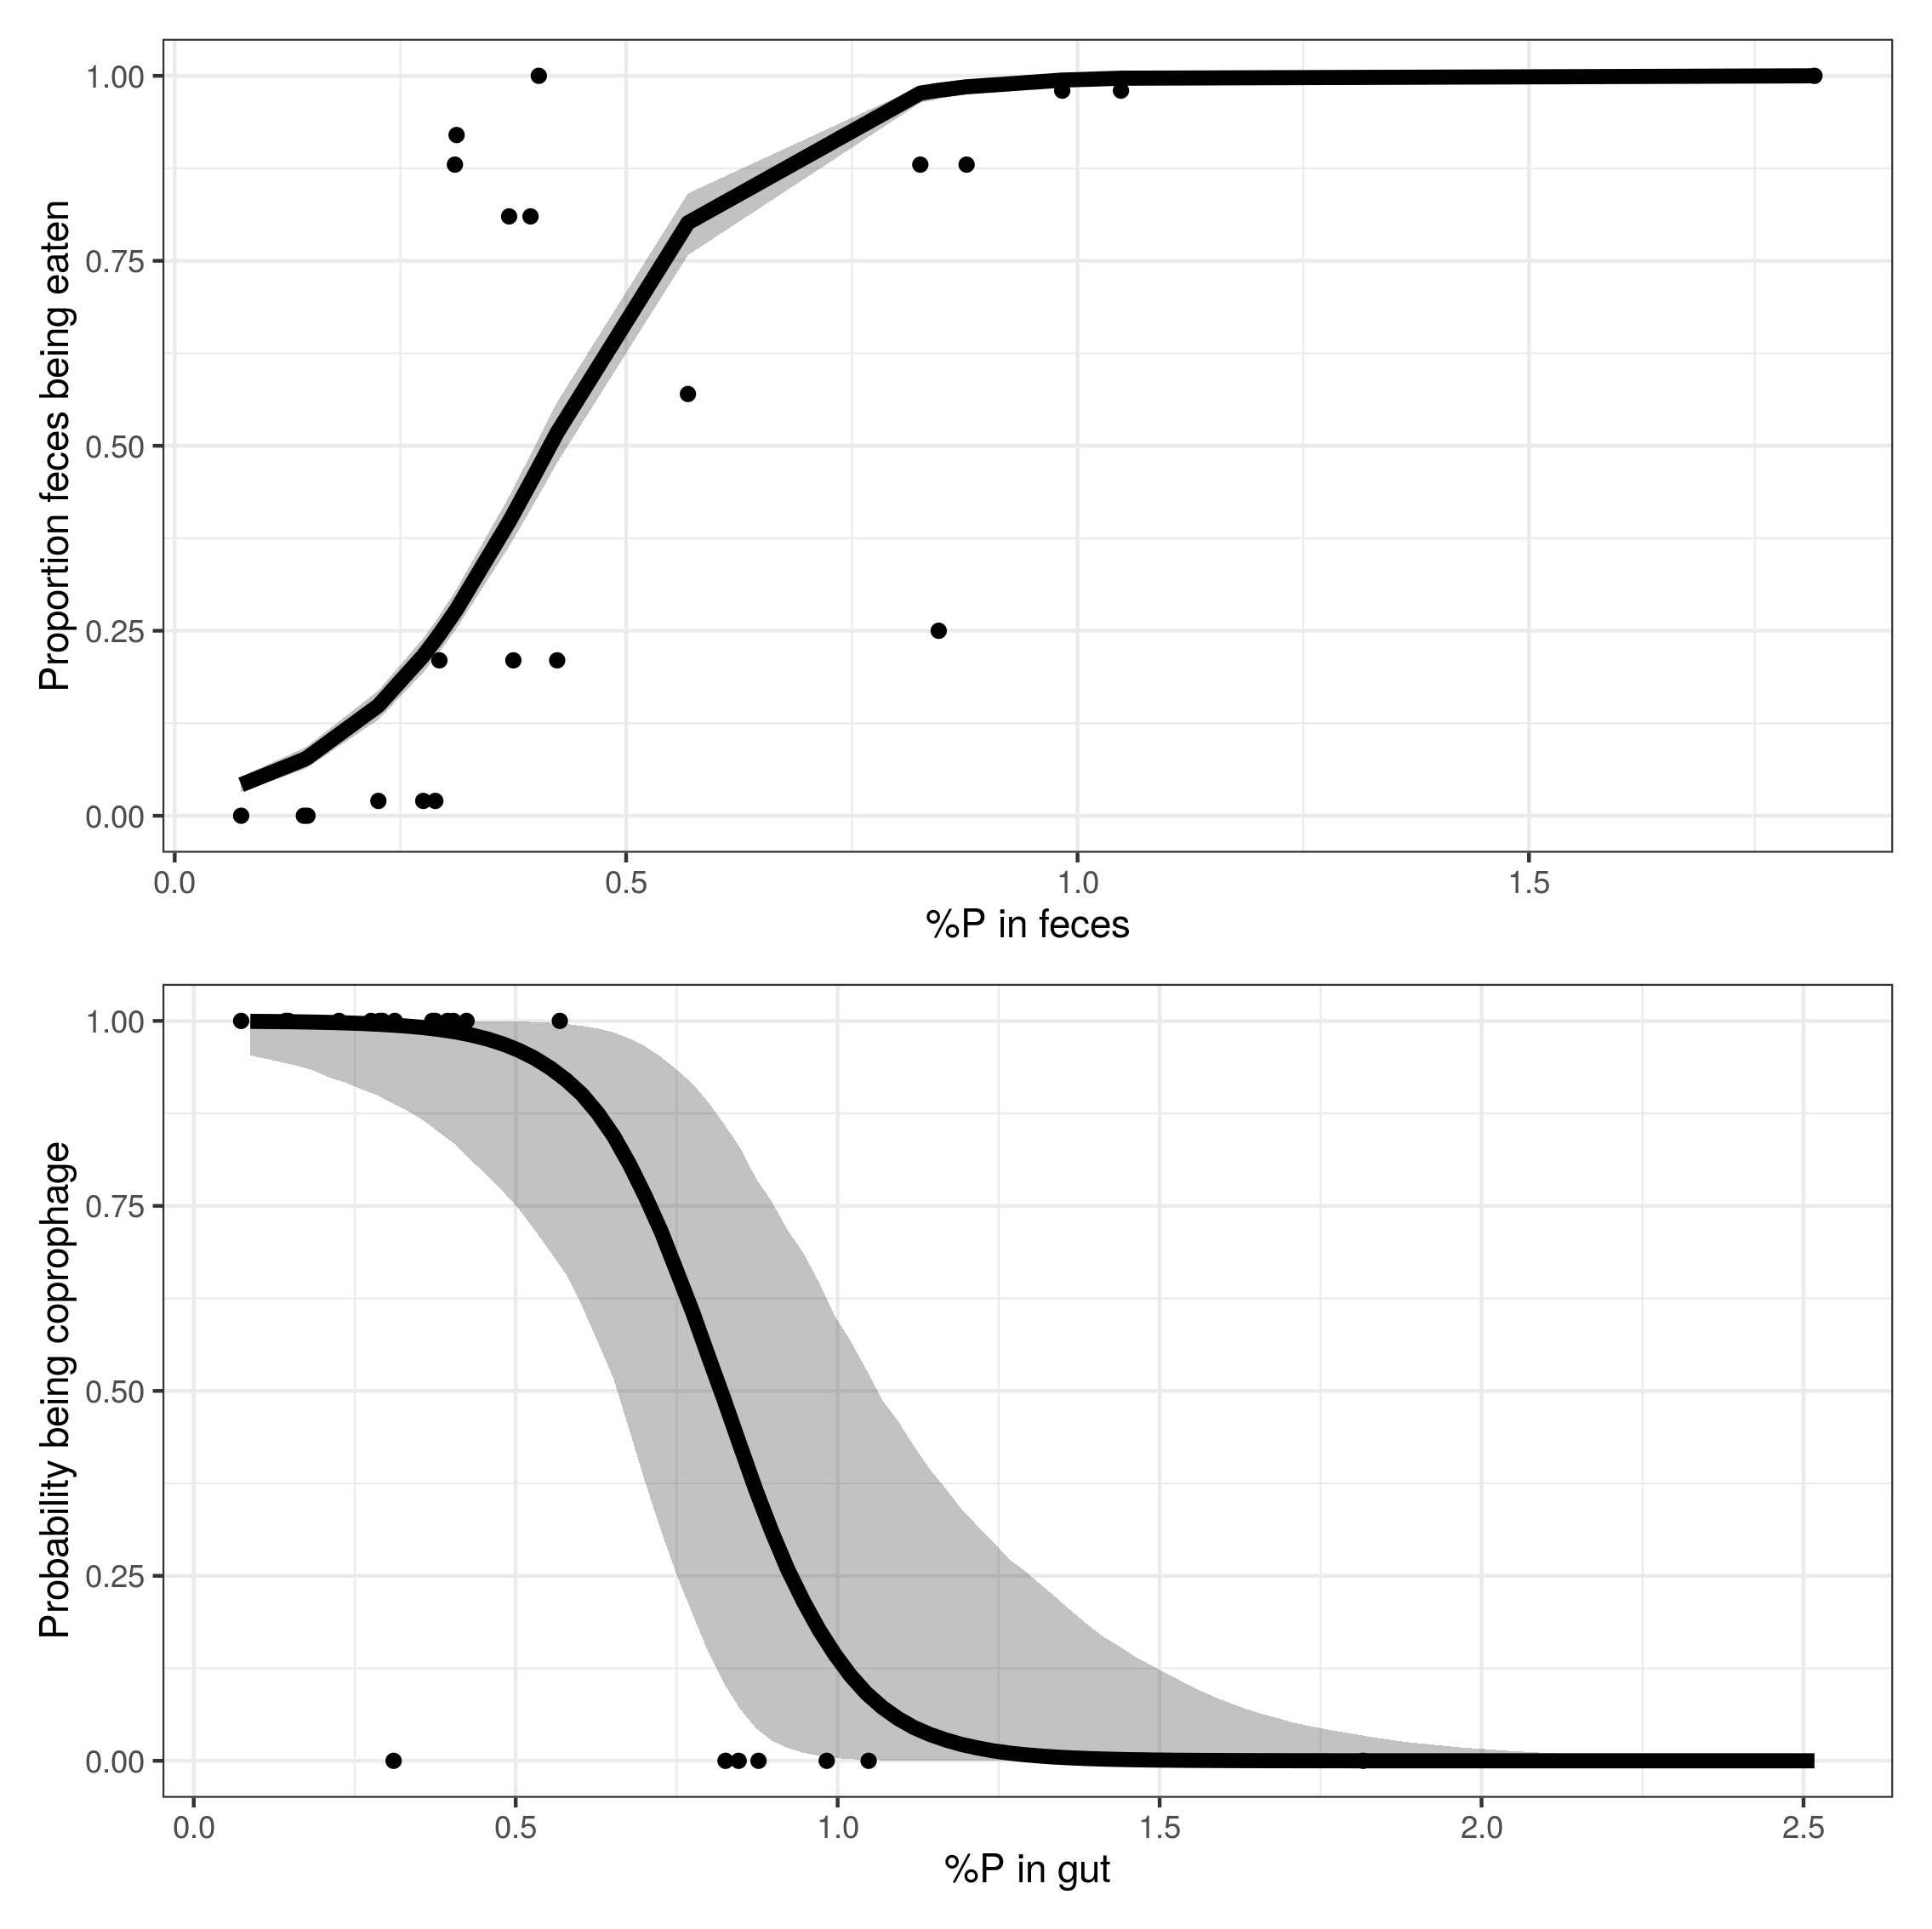 Proportion feces being eaten
1.00
0.75
0.50
0.25
0.00
0.0 0.5 1.0 1.5
%P in feces
Probability being coprophage
1.00
0.75
0.50
0.25
0.00
0.0 0.5 1.0 1.5 2.0 2.5
%P in gut